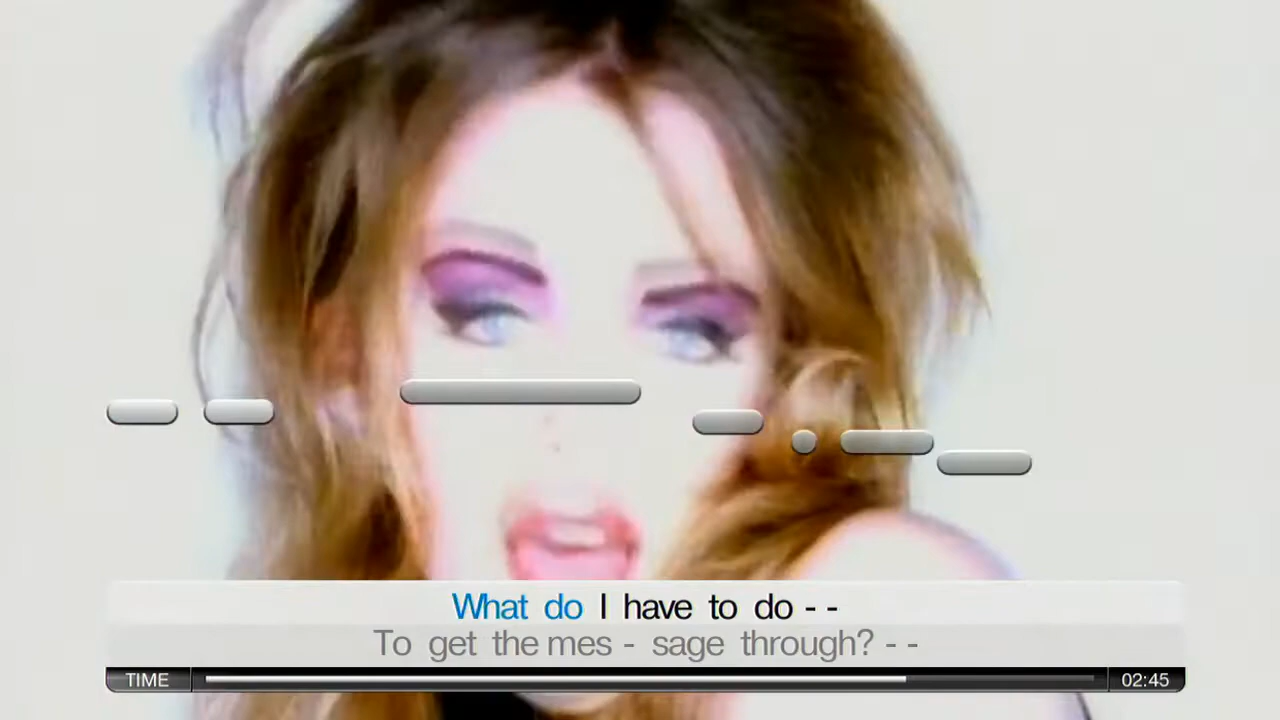 What do I have to do - -
To get the mes - sage through? - -
TIME 02:45